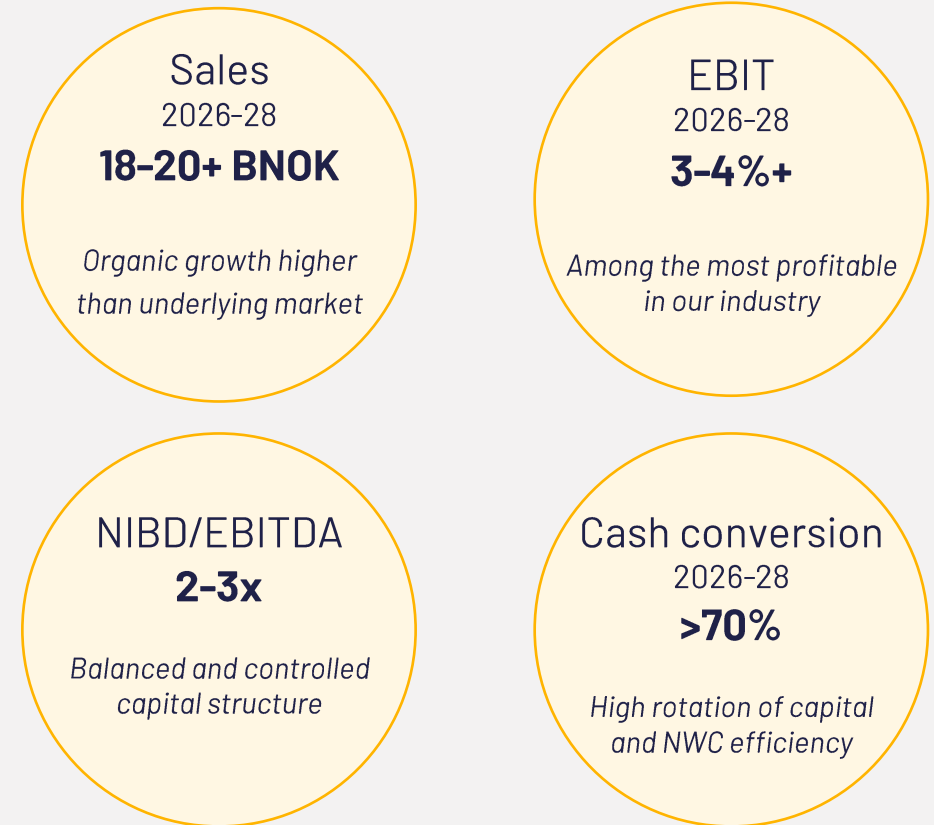 Sales
2026-28
18-20+ BNOK
Organic growth higher
than underlying market
EBIT
2026-28
3-4%+
Among the most profitable
in our industry
NIBD/EBITDA
2-3x
Balanced and controlled
capital structure
Cash conversion
2026-28
>70%
High rotation of capital
and NWC efficiency